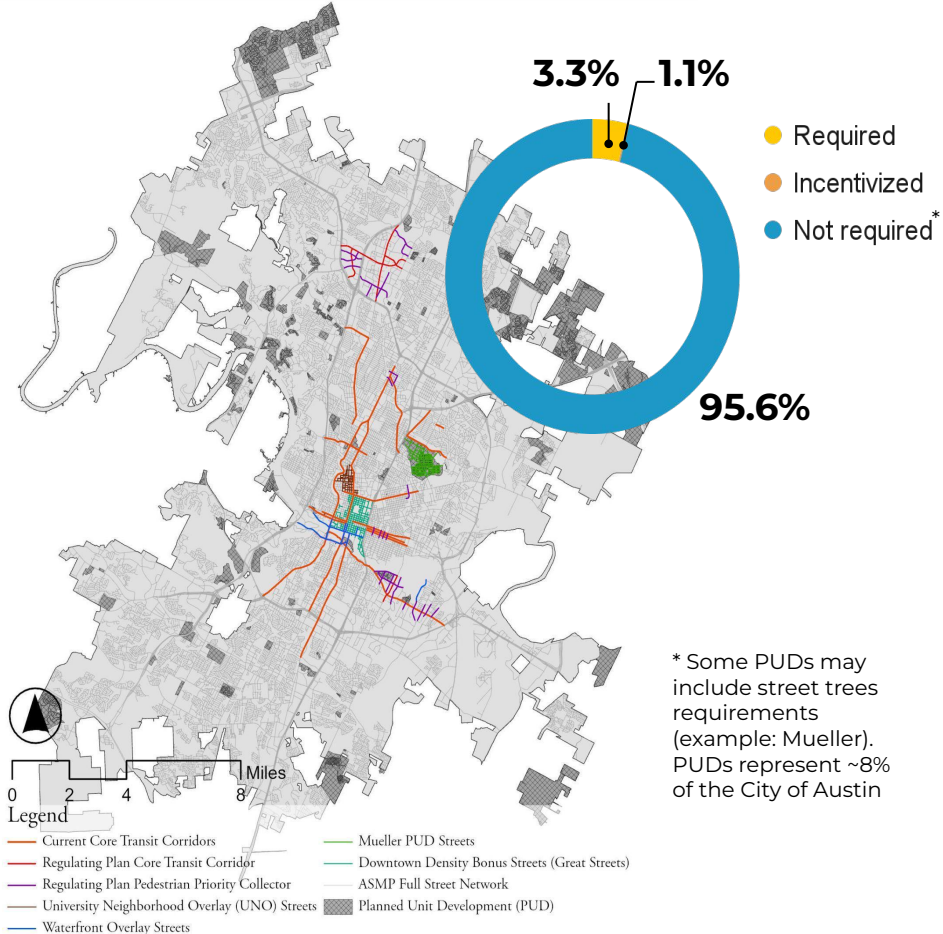 3.3%
1.1%
Required
Incentivized
Not required*
95.6%
* Some PUDs may
include street trees
requirements
(example: Mueller).
PUDs represent ~8%
of the City of Austin
Miles
0 2 4 8
Legend
Current Core Transit Corridors
Regulating Plan Core Transit Corridor
Regulating Plan Pedestrian Priority Collector
University Neighborhood Overlay (UNO) Streets
Waterfront Overlay Streets
Mueller PUD Streets
Downtown Density Bonus Streets (Great Streets)
ASMP Full Street Network
Planned Unit Development (PUD)